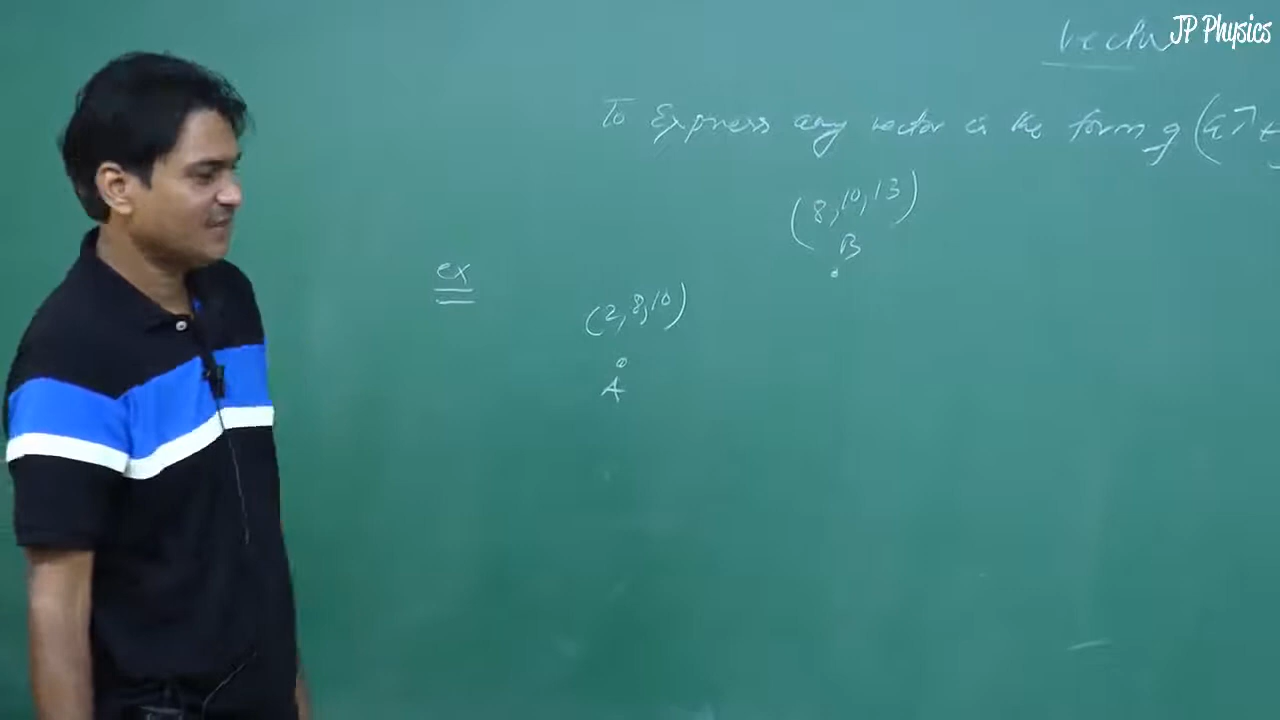 Vector
JP Physics
To Express any vector in the form of (
(8,10,13)
B
ex
(2,8,10)
A